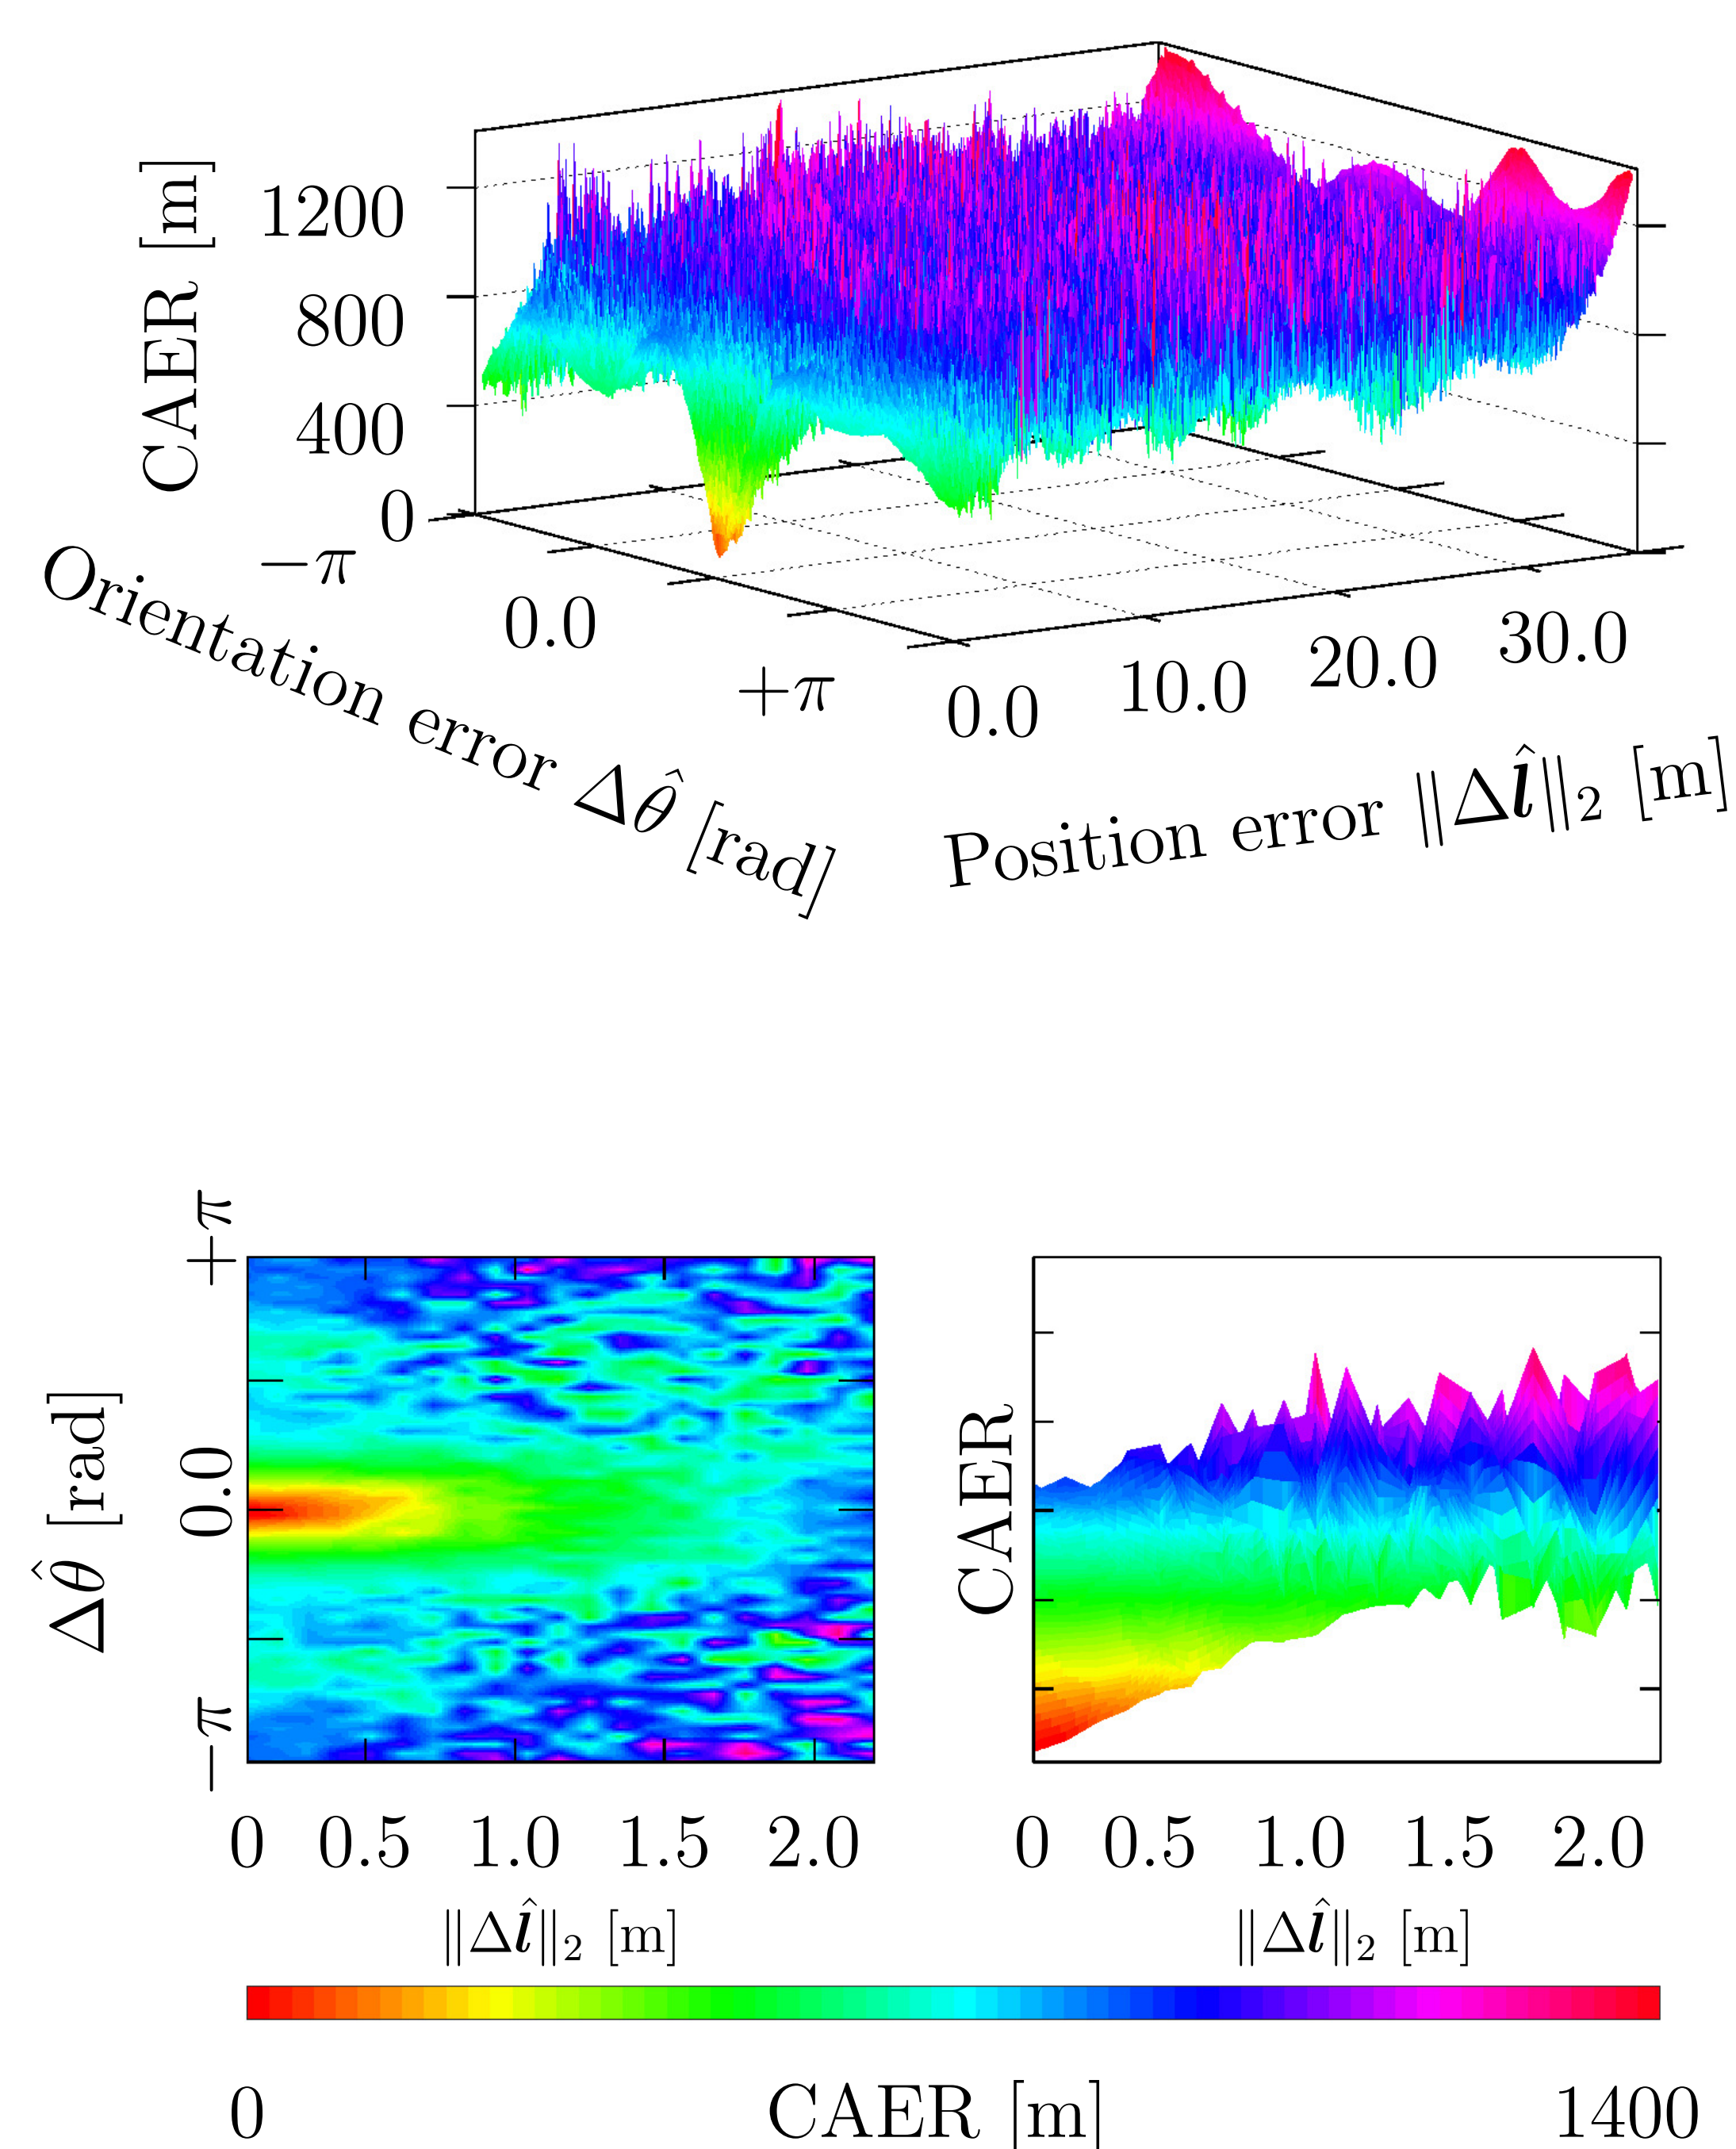 CAER [m]
1200
800
400
0
−π
0.0
+π
Orientation error Δθ̂ [rad]
0.0
10.0
20.0
30.0
Position error ‖Δl̂‖₂ [m]
+π
0.0
−π
Δθ̂ [rad]
0 0.5 1.0 1.5 2.0
‖Δl̂‖₂ [m]
CAER
0 0.5 1.0 1.5 2.0
‖Δl̂‖₂ [m]
0 CAER [m] 1400